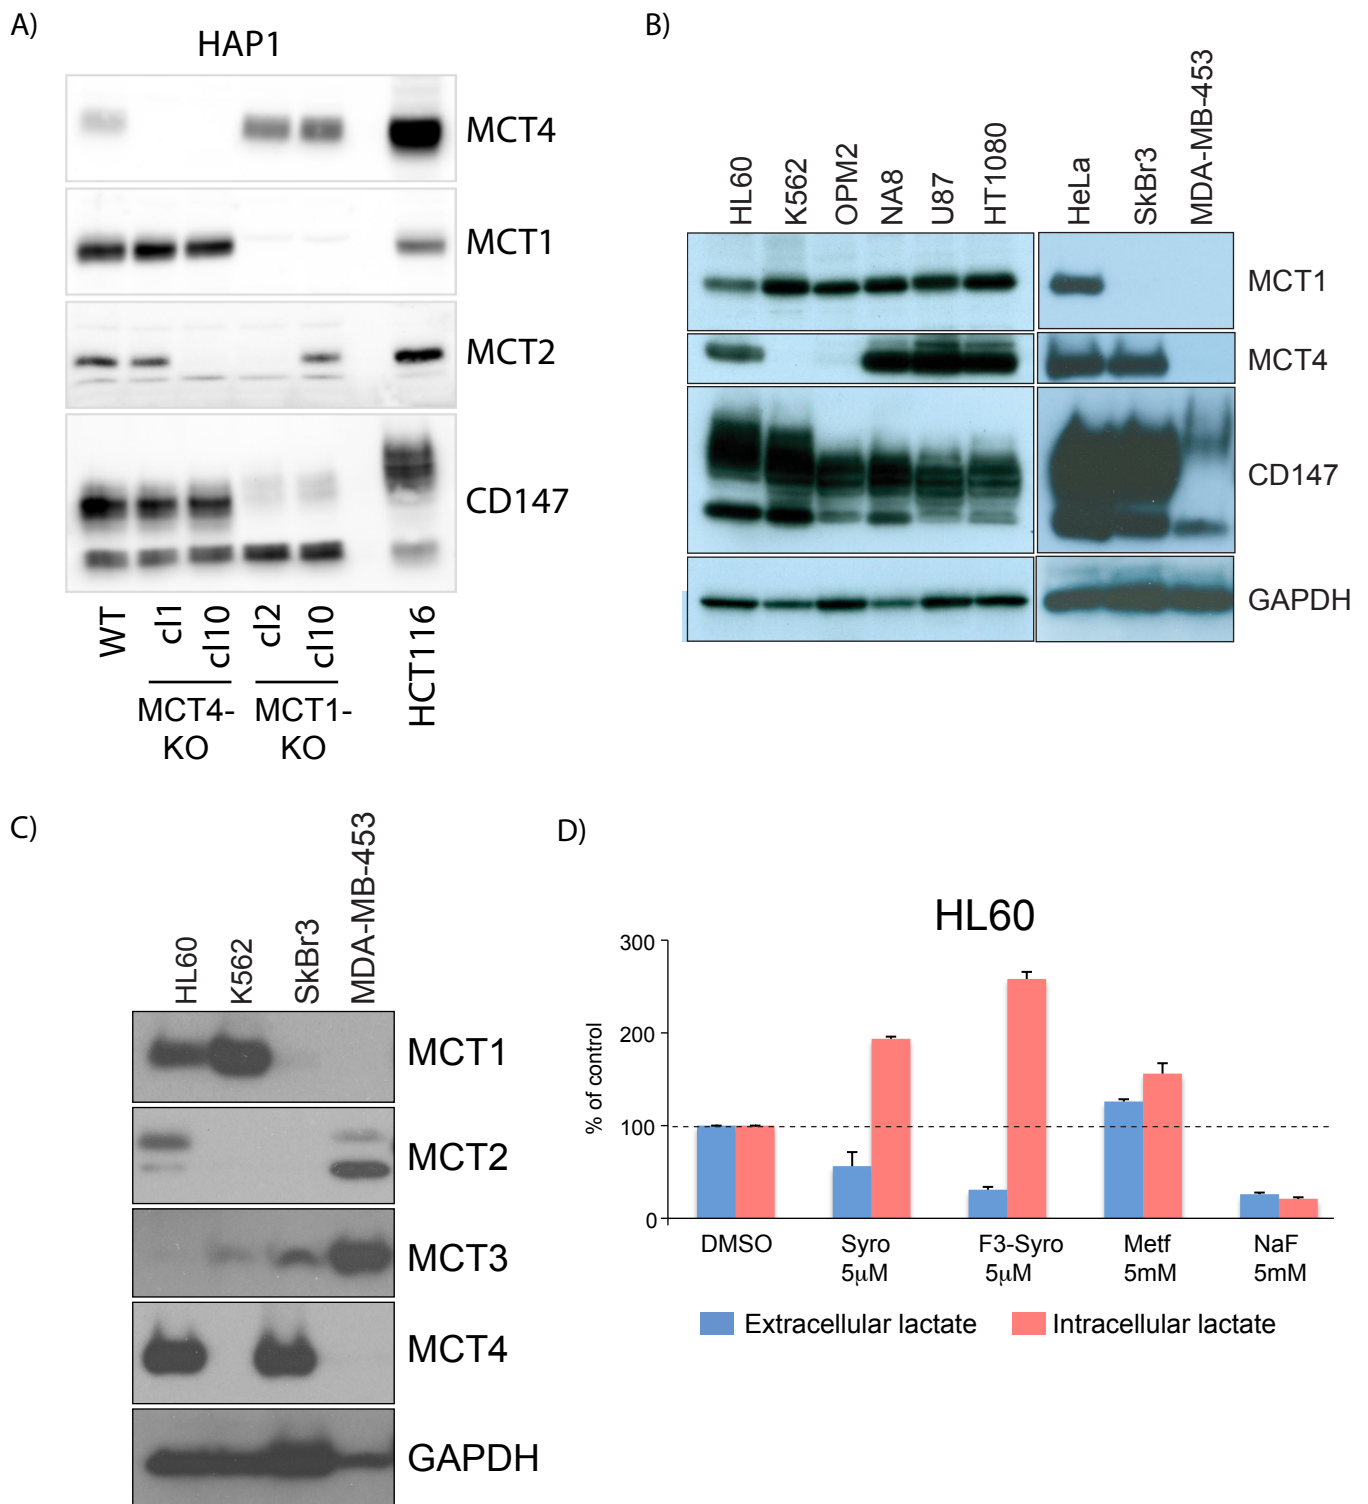 A)
HAP1
MCT4
MCT1
MCT2
CD147
WT
cl1
cl10
cl2
cl10
HCT116
MCT4-
KO
MCT1-
KO
B)
HL60
K562
OPM2
NA8
U87
HT1080
HeLa
SkBr3
MDA-MB-453
MCT1
MCT4
CD147
GAPDH
C)
HL60
K562
SkBr3
MDA-MB-453
MCT1
MCT2
MCT3
MCT4
GAPDH
D)
HL60
% of control
300
200
100
0
DMSO
Syro
5μM
F3-Syro
5μM
Metf
5mM
NaF
5mM
Extracellular lactate
Intracellular lactate